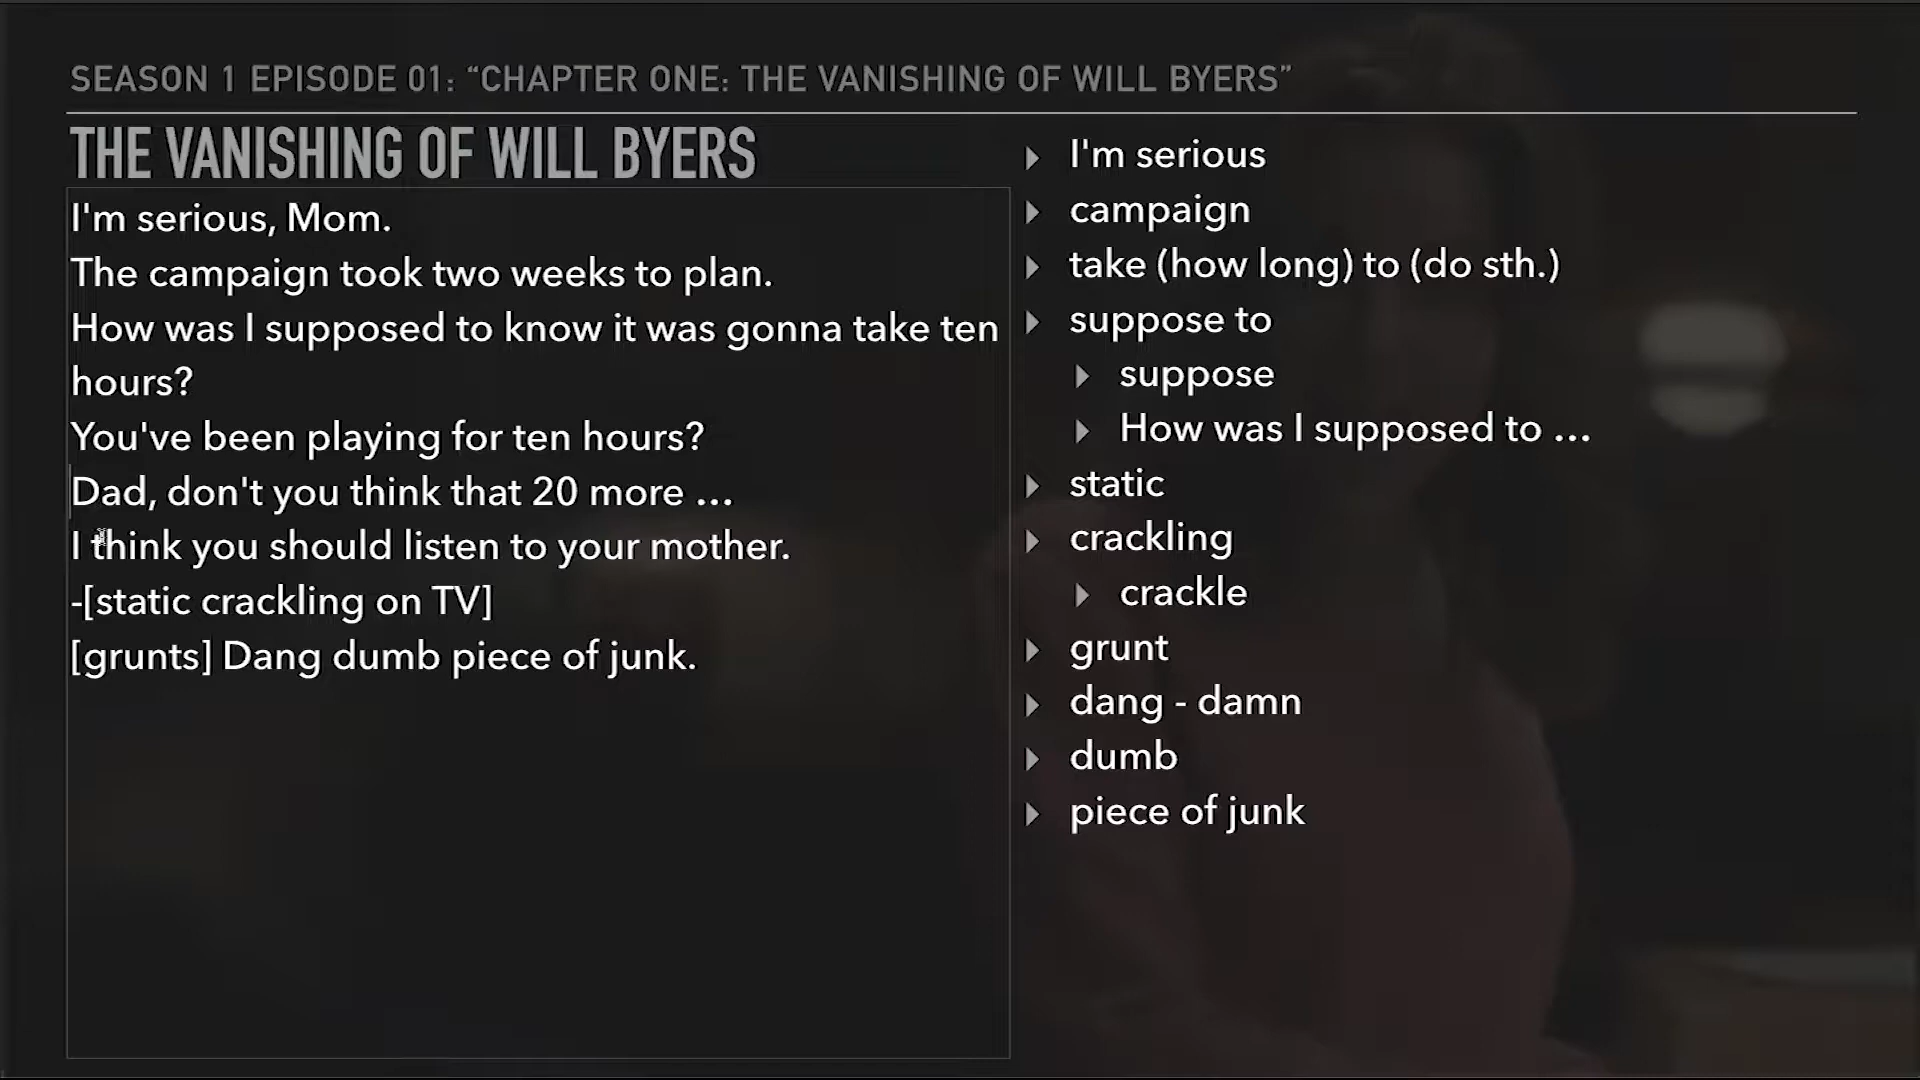 SEASON 1 EPISODE 01: “CHAPTER ONE: THE VANISHING OF WILL BYERS”
THE VANISHING OF WILL BYERS
I'm serious, Mom.
The campaign took two weeks to plan.
How was I supposed to know it was gonna take ten
hours?
You've been playing for ten hours?
Dad, don't you think that 20 more …
I think you should listen to your mother.
-[static crackling on TV]
[grunts] Dang dumb piece of junk.
I'm serious
campaign
take (how long) to (do sth.)
suppose to
suppose
How was I supposed to …
static
crackling
crackle
grunt
dang - damn
dumb
piece of junk